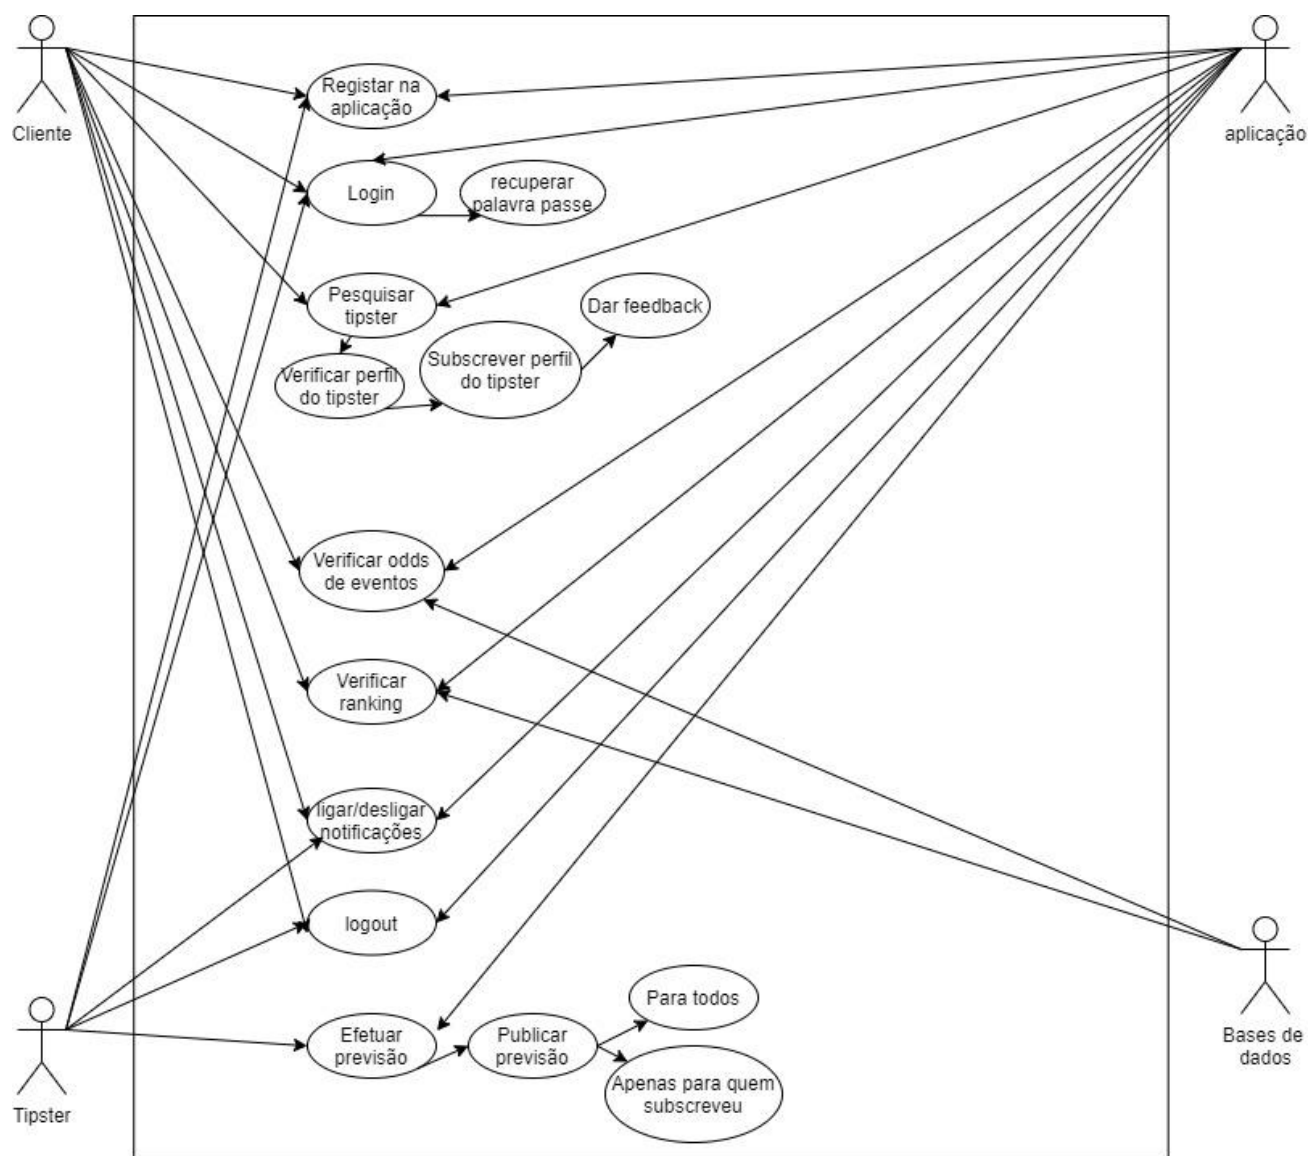 Cliente
aplicação
Registar na
aplicação
Login
recuperar
palavra passe
Pesquisar
tipster
Dar feedback
Verificar perfil
do tipster
Subscrever perfil
do tipster
Verificar odds
de eventos
Verificar
ranking
ligar/desligar
notificações
logout
Tipster
Bases de
dados
Efetuar
previsão
Publicar
previsão
Para todos
Apenas para quem
subscreveu